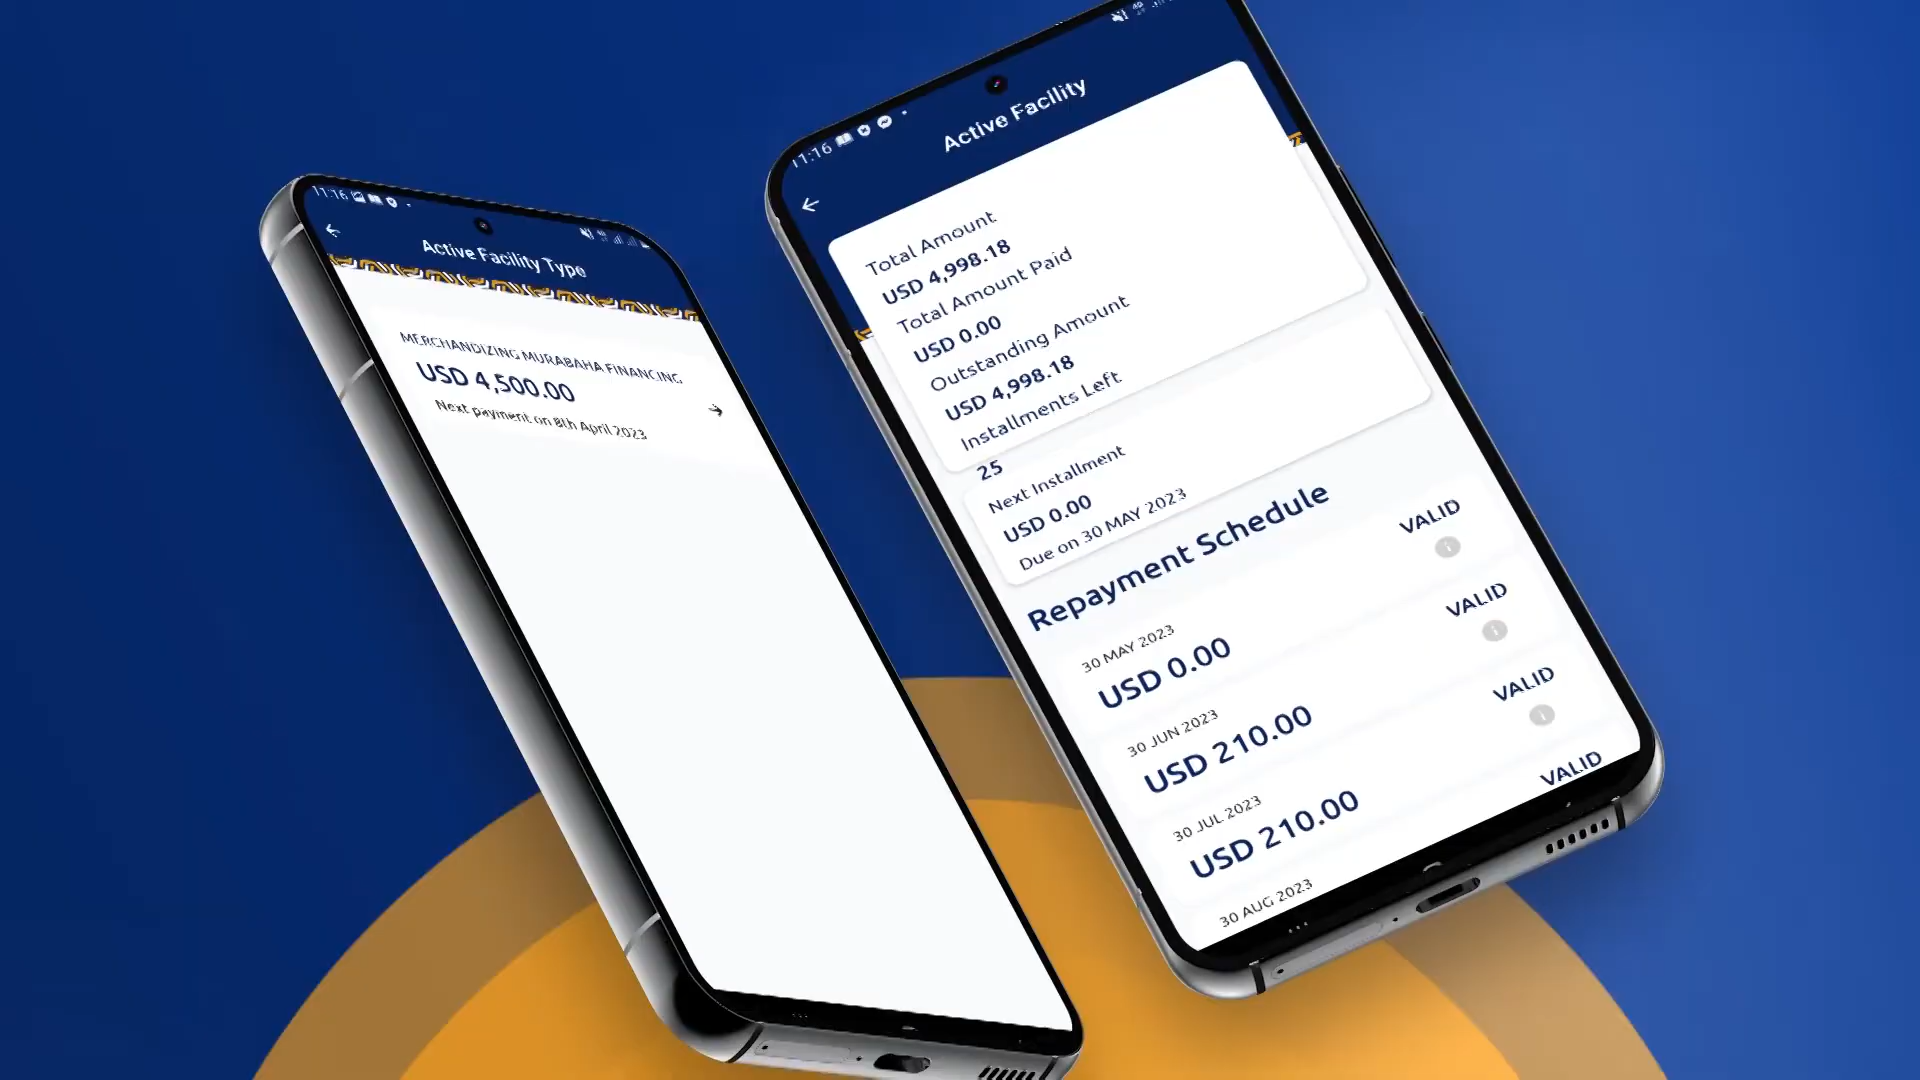 11:16
Active Facility Type
MERCHANDIZING MURABAHA FINANCING
USD 4,500.00
Next payment on 8th April 2023
11:16
Active Facility
Total Amount
USD 4,998.18
Total Amount Paid
USD 0.00
Outstanding Amount
USD 4,998.18
Installments Left
25
Next Installment
USD 0.00
Due on 30 MAY 2023
Repayment Schedule
30 MAY 2023
VALID
USD 0.00
30 JUN 2023
VALID
USD 210.00
30 JUL 2023
VALID
USD 210.00
30 AUG 2023
VALID